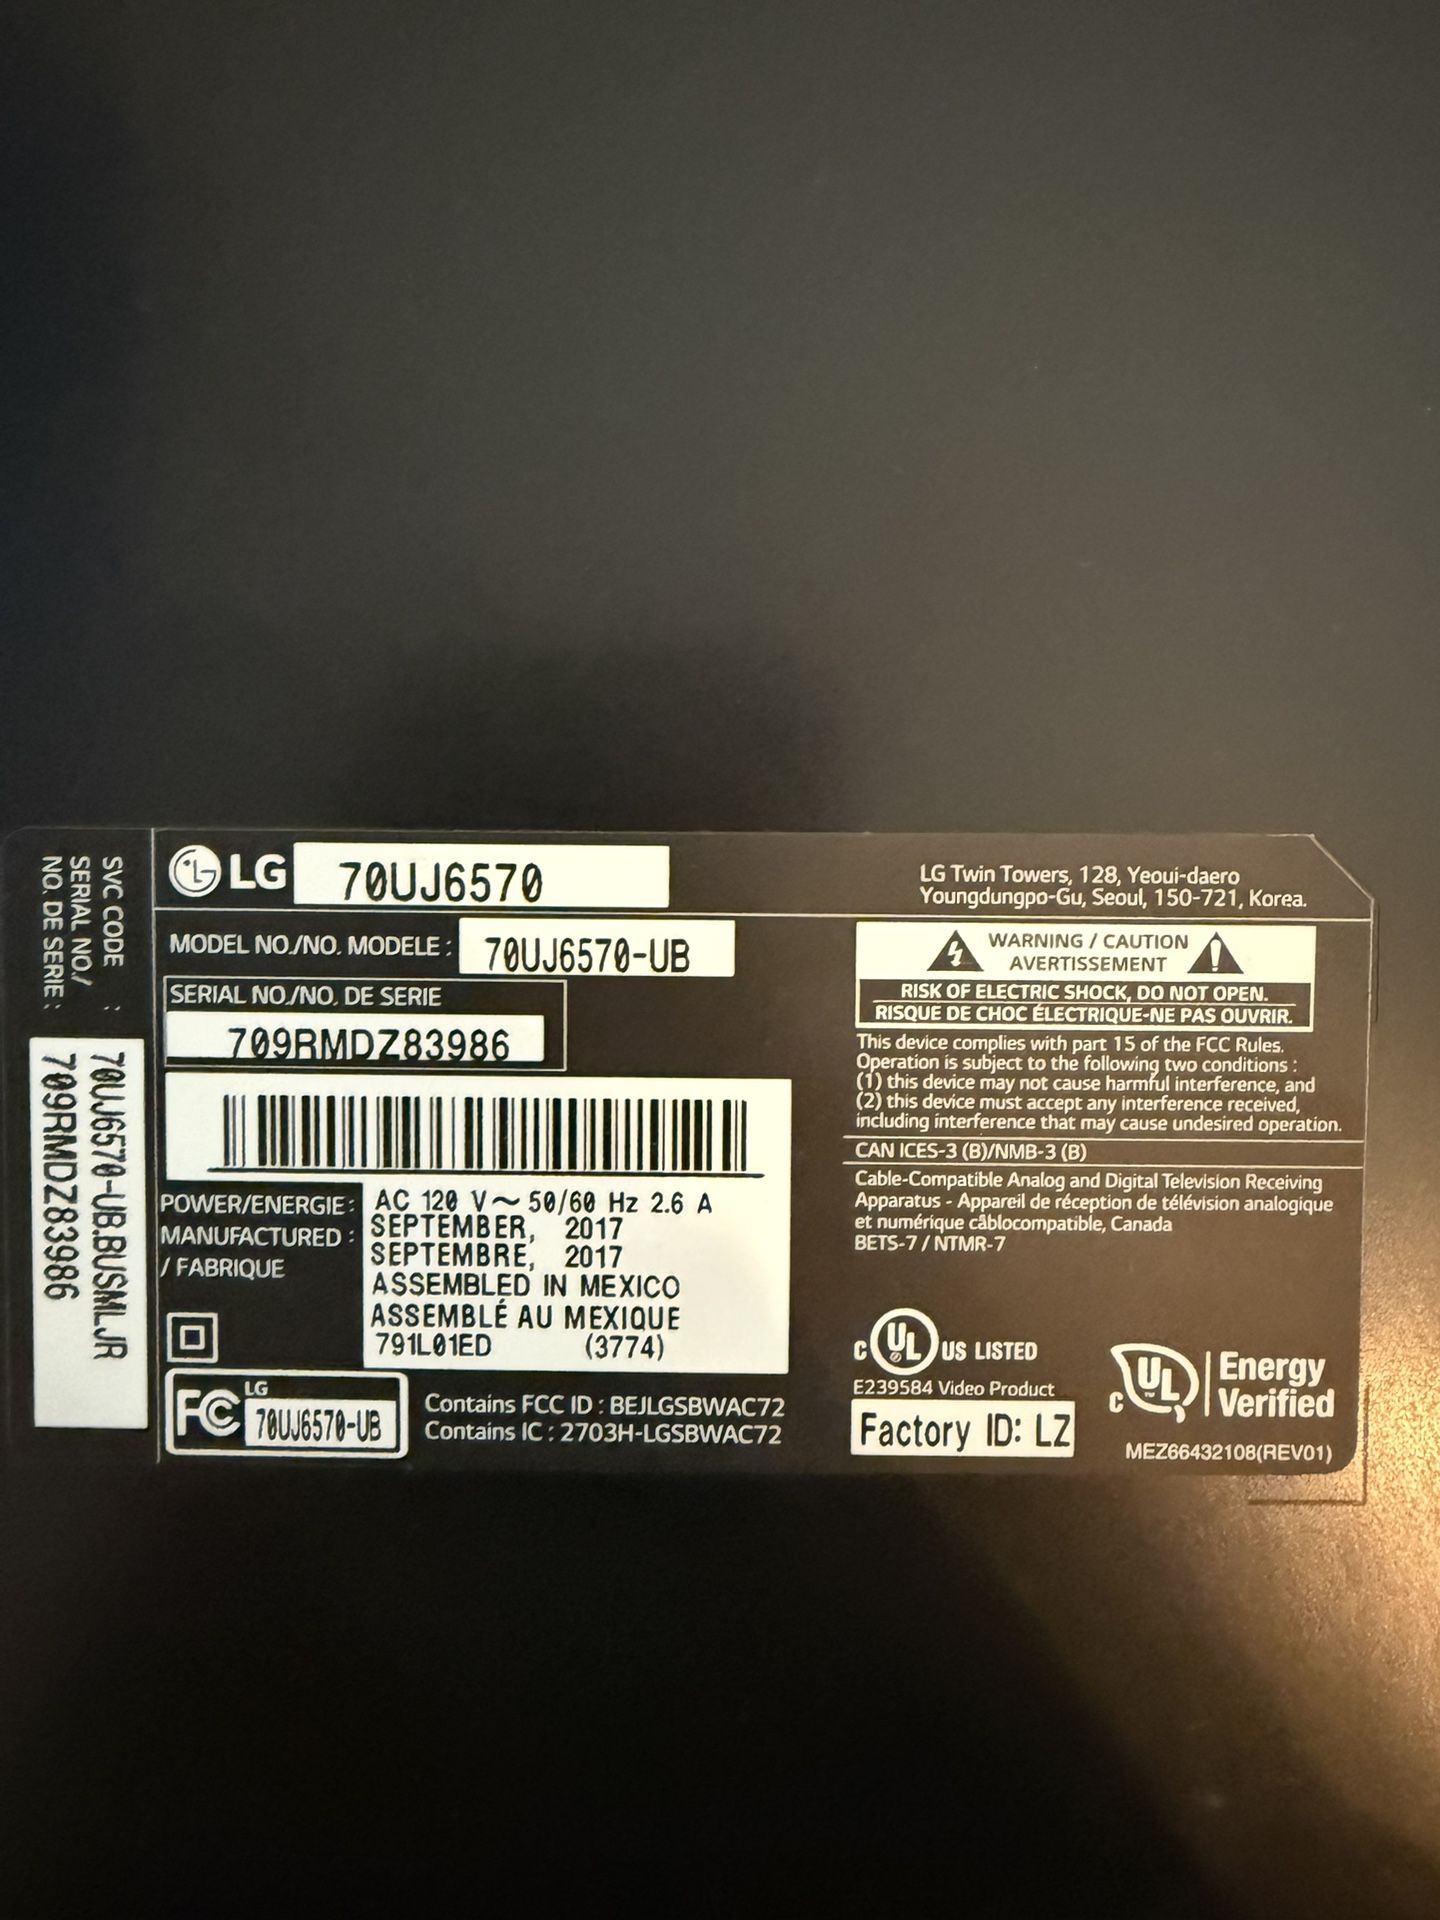 SVC CODE :
SERIAL NO./
NO. DE SERIE :
70UJ6570-UB.BUSMLJR
709RMDZ83986
LG 70UJ6570
LG Twin Towers, 128, Yeoui-daero
Youngdungpo-Gu, Seoul, 150-721, Korea.
MODEL NO./NO. MODELE : 70UJ6570-UB
SERIAL NO./NO. DE SERIE
709RMDZ83986
POWER/ENERGIE : AC 120 V~ 50/60 Hz 2.6 A
MANUFACTURED : SEPTEMBER, 2017
/ FABRIQUE SEPTEMBRE, 2017
ASSEMBLED IN MEXICO
ASSEMBLÉ AU MEXIQUE
791L01ED (3774)
FC LG
70UJ6570-UB
Contains FCC ID : BEJLGSBWAC72
Contains IC : 2703H-LGSBWAC72
WARNING / CAUTION
AVERTISSEMENT
RISK OF ELECTRIC SHOCK, DO NOT OPEN.
RISQUE DE CHOC ÉLECTRIQUE-NE PAS OUVRIR.
This device complies with part 15 of the FCC Rules.
Operation is subject to the following two conditions :
(1) this device may not cause harmful interference, and
(2) this device must accept any interference received,
including interference that may cause undesired operation.
CAN ICES-3 (B)/NMB-3 (B)
Cable-Compatible Analog and Digital Television Receiving
Apparatus - Appareil de réception de télévision analogique
et numérique câblocompatible, Canada
BETS-7 / NTMR-7
C UL US LISTED
E239584 Video Product
Factory ID: LZ
C UL Energy
Verified
MEZ66432108(REV01)